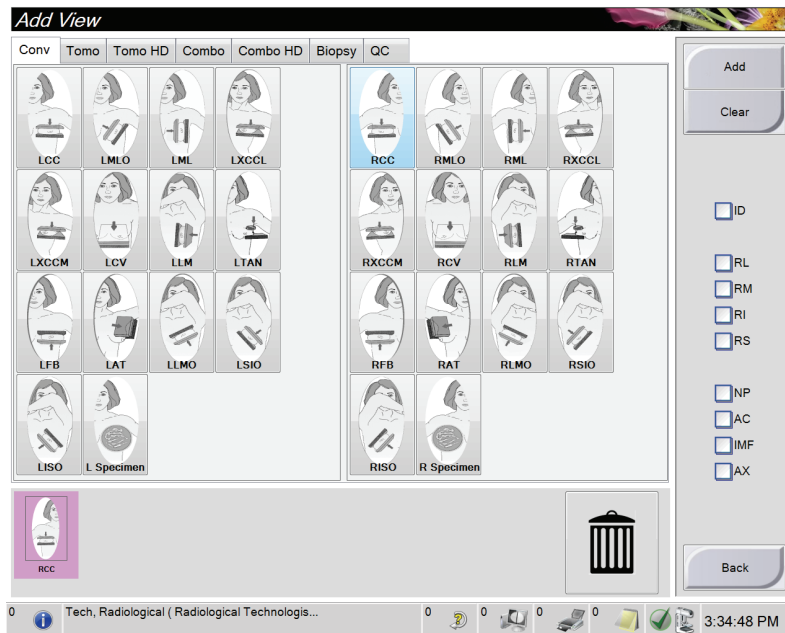 Add View
Conv Tomo Tomo HD Combo Combo HD Biopsy QC
LCC LMLO LML LXCCL
LXCCM LCV LLM LTAN
LFB LAT LLMO LSIO
LISO L Specimen
RCC RMLO RML RXCCL
RXCCM RCV RLM RTAN
RFB RAT RLMO RSIO
RISO R Specimen
Add
Clear
ID
RL
RM
RI
RS
NP
AC
IMF
AX
Back
RCC
0 Tech, Radiological ( Radiological Technologis... 0 0 0 0 3:34:48 PM